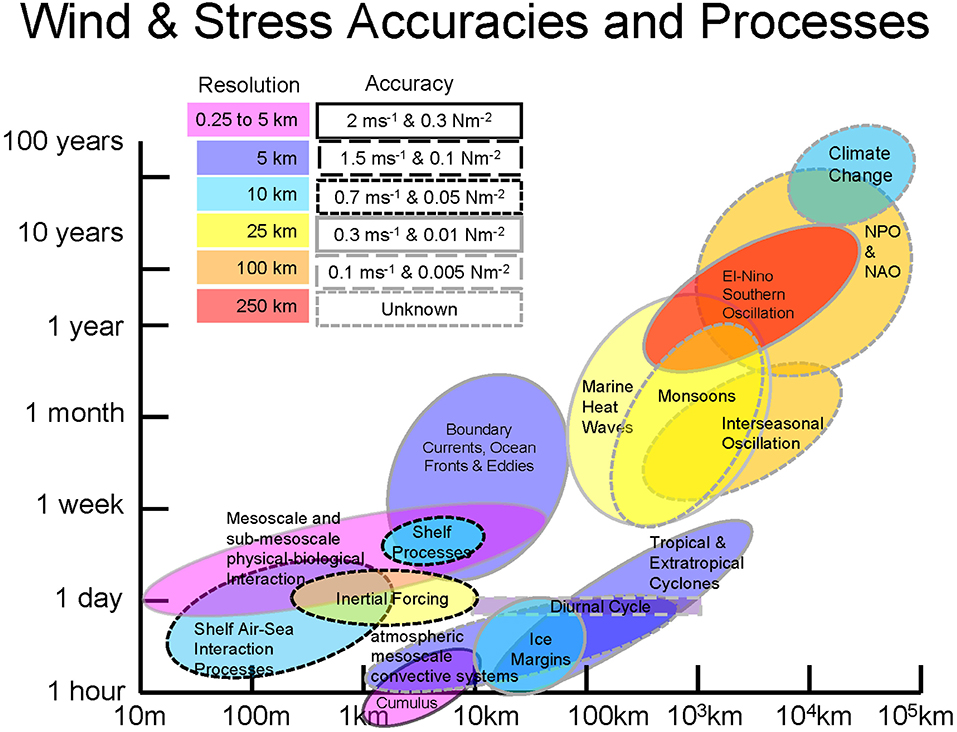 Wind & Stress Accuracies and Processes
Resolution
Accuracy
0.25 to 5 km
2 ms-1 & 0.3 Nm-2
5 km
1.5 ms-1 & 0.1 Nm-2
10 km
0.7 ms-1 & 0.05 Nm-2
25 km
0.3 ms-1 & 0.01 Nm-2
100 km
0.1 ms-1 & 0.005 Nm-2
250 km
Unknown
100 years
10 years
1 year
1 month
1 week
1 day
1 hour
Climate
Change
NPO
&
NAO
El-Nino
Southern
Oscillation
Marine
Heat
Waves
Monsoons
Interseasonal
Oscillation
Boundary
Currents, Ocean
Fronts & Eddies
Mesoscale and
sub-mesoscale
physical-biological
Interaction
Shelf
Processes
Tropical &
Extratropical
Cyclones
Inertial Forcing
Diurnal Cycle
Shelf Air-Sea
Interaction
Processes
atmospheric
mesoscale
convective systems
Ice
Margins
Cumulus
10m
100m
1km
10km
100km
10³km
10⁴km
10⁵km